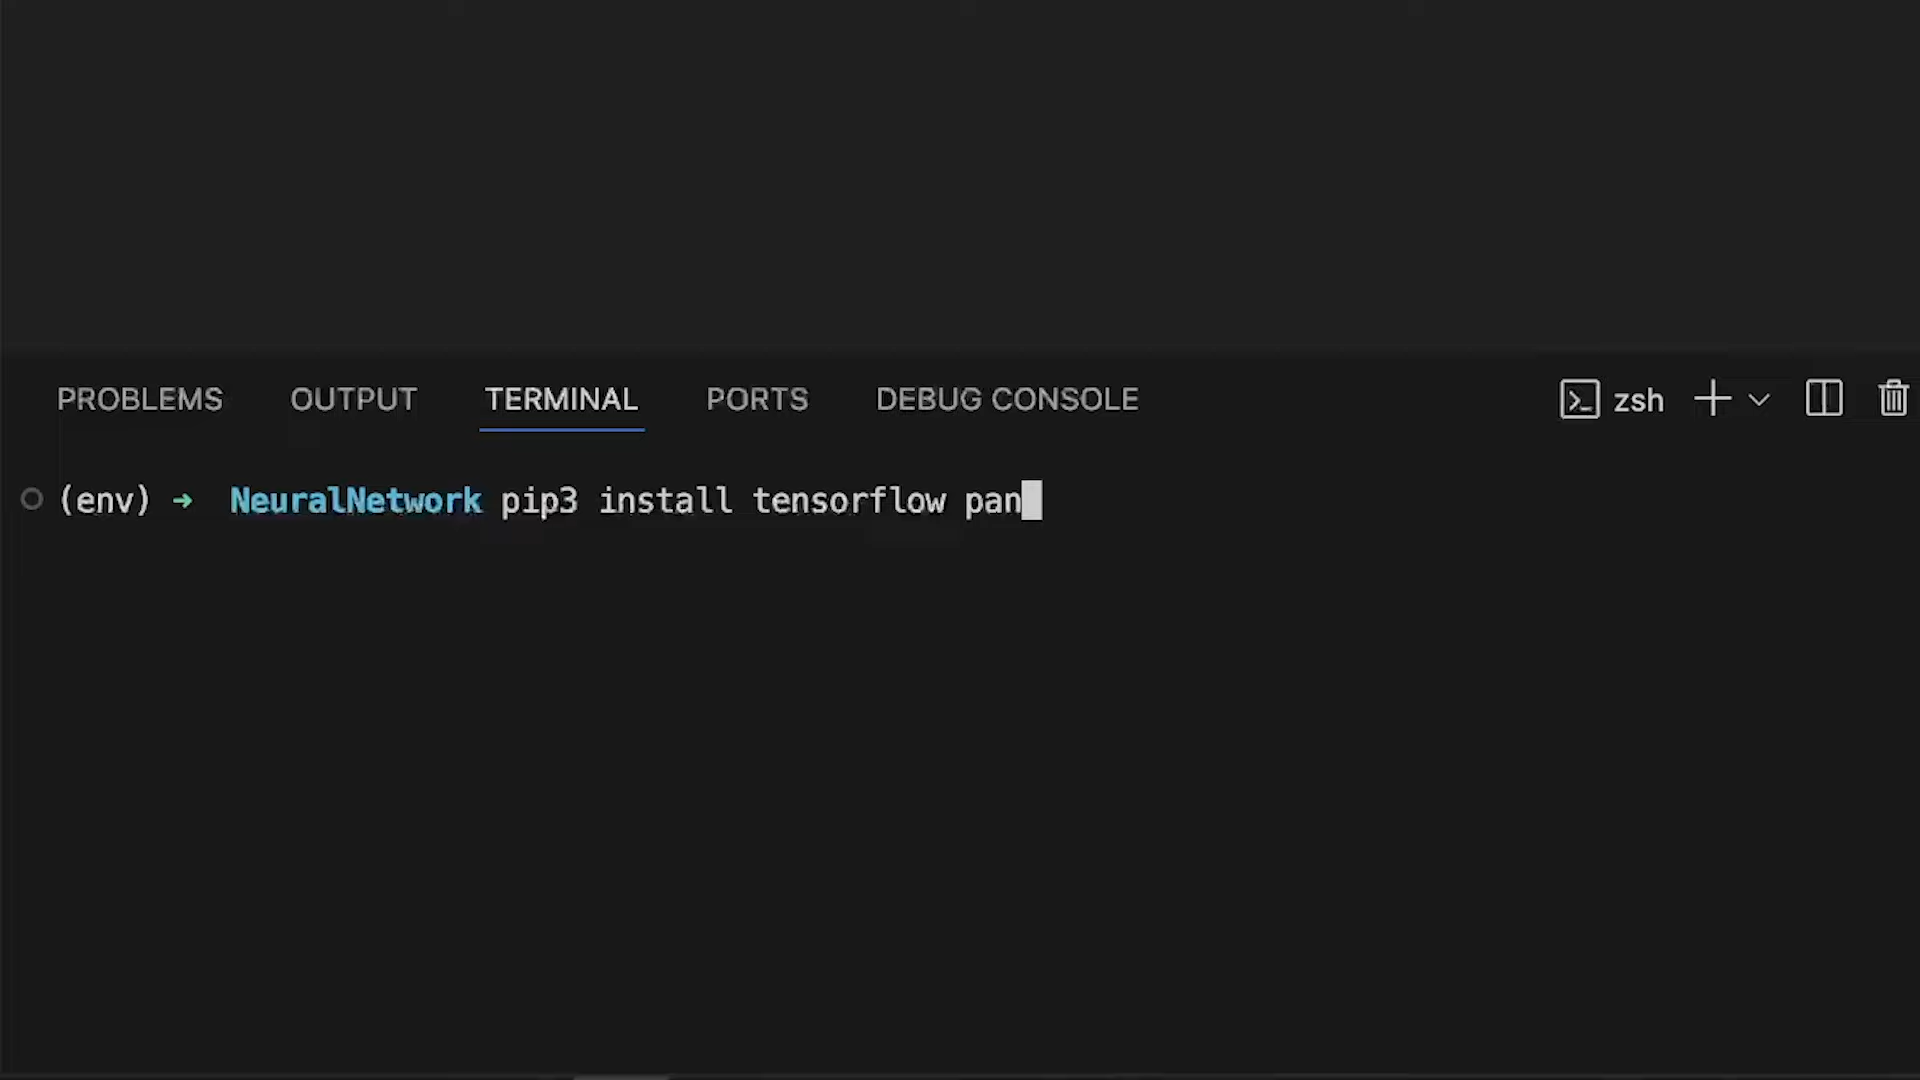 PROBLEMS OUTPUT TERMINAL PORTS DEBUG CONSOLE zsh
(env) ➜ NeuralNetwork pip3 install tensorflow pan